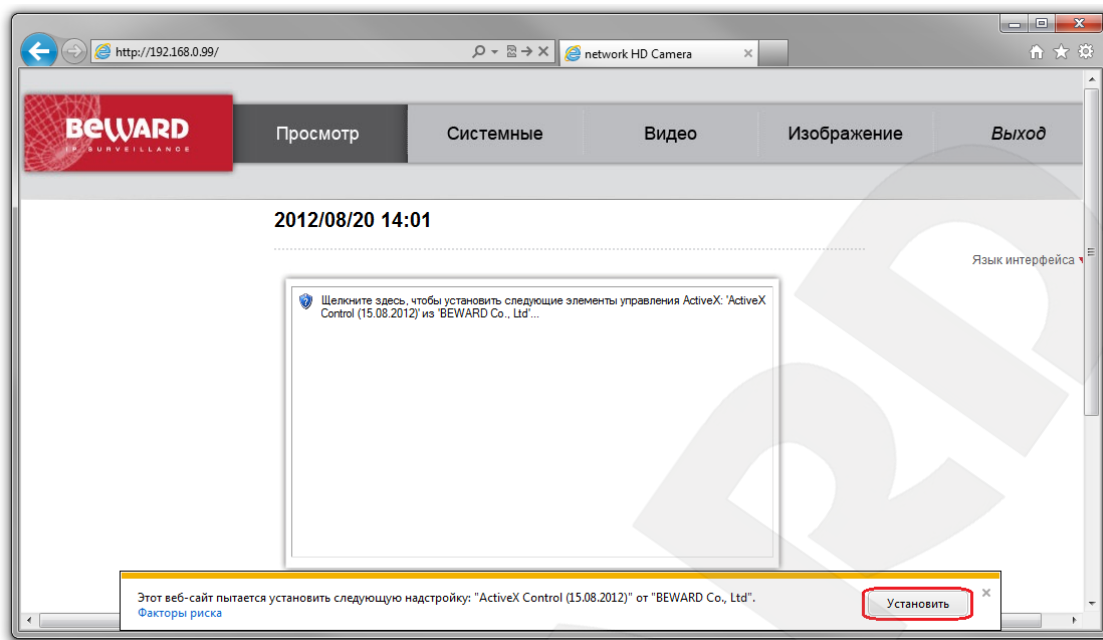 http://192.168.0.99/
network HD Camera
BEWARD
IP SURVEILLANCE
Просмотр
Системные
Видео
Изображение
Выход
2012/08/20 14:01
Язык интерфейса
Щелкните здесь, чтобы установить следующие элементы управления ActiveX: 'ActiveX
Control (15.08.2012)' из 'BEWARD Co., Ltd'...
Этот веб-сайт пытается установить следующую надстройку: "ActiveX Control (15.08.2012)" от "BEWARD Co., Ltd".
Факторы риска
Установить